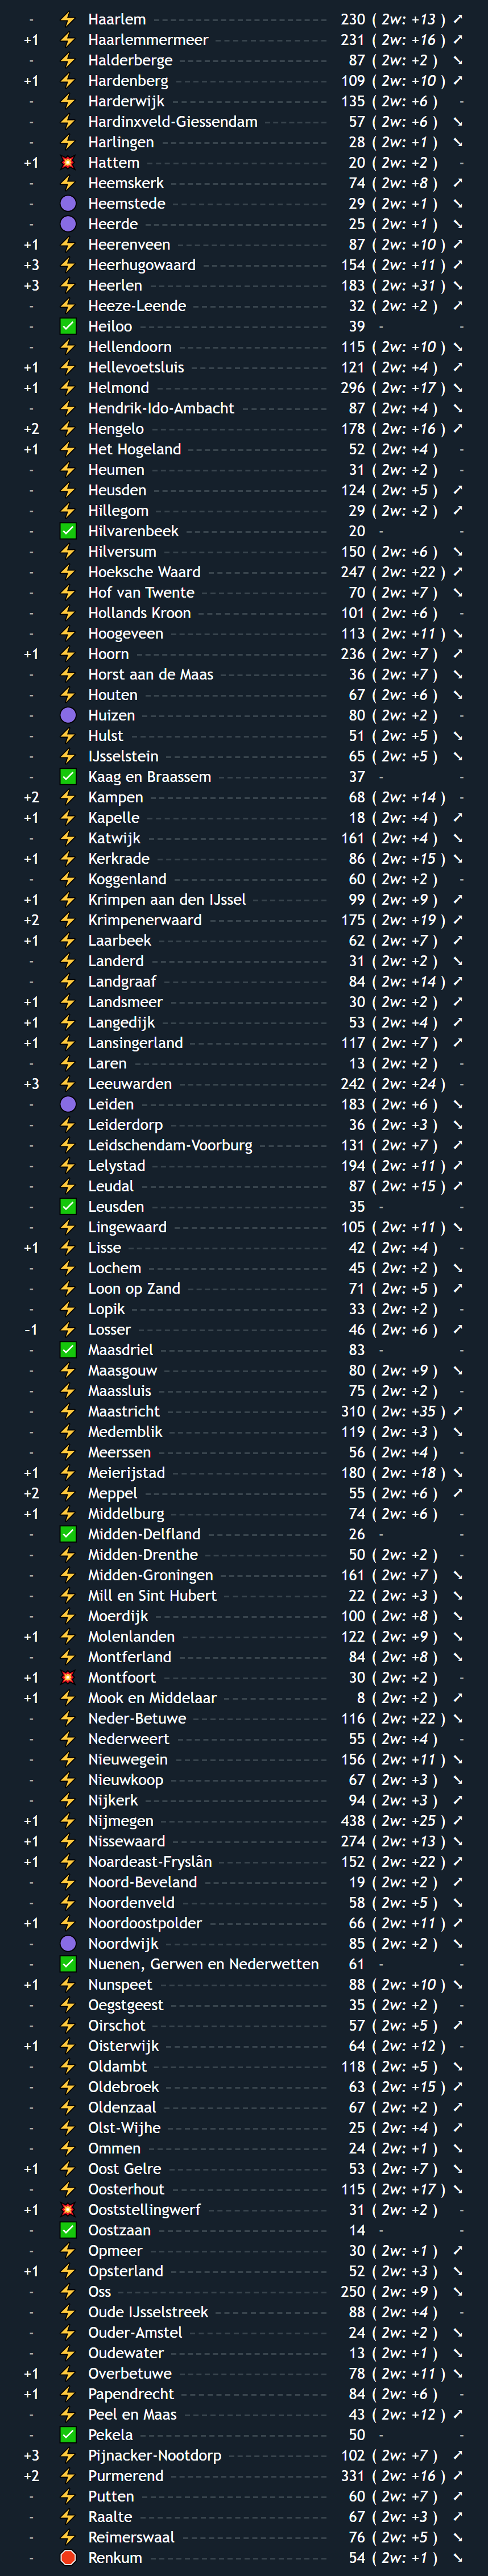 - ⚡ Haarlem 230 ( 2w: +13 ) ➚
+1 ⚡ Haarlemmermeer 231 ( 2w: +16 ) ➚
- ⚡ Halderberge 87 ( 2w: +2 ) ➘
+1 ⚡ Hardenberg 109 ( 2w: +10 ) ➚
- ⚡ Harderwijk 135 ( 2w: +6 ) -
- ⚡ Hardinxveld-Giessendam 57 ( 2w: +6 ) ➘
- ⚡ Harlingen 28 ( 2w: +1 ) ➘
+1 💥 Hattem 20 ( 2w: +2 ) -
- ⚡ Heemskerk 74 ( 2w: +8 ) ➚
- 🟣 Heemstede 29 ( 2w: +1 ) ➘
- 🟣 Heerde 25 ( 2w: +1 ) ➘
+1 ⚡ Heerenveen 87 ( 2w: +10 ) ➚
+3 ⚡ Heerhugowaard 154 ( 2w: +11 ) ➚
+3 ⚡ Heerlen 183 ( 2w: +31 ) ➘
- ⚡ Heeze-Leende 32 ( 2w: +2 ) ➚
- ✅ Heiloo 39 - -
- ⚡ Hellendoorn 115 ( 2w: +10 ) ➘
+1 ⚡ Hellevoetsluis 121 ( 2w: +4 ) ➚
+1 ⚡ Helmond 296 ( 2w: +17 ) ➘
- ⚡ Hendrik-Ido-Ambacht 87 ( 2w: +4 ) ➘
+2 ⚡ Hengelo 178 ( 2w: +16 ) ➚
+1 ⚡ Het Hogeland 52 ( 2w: +4 ) -
- ⚡ Heumen 31 ( 2w: +2 ) -
- ⚡ Heusden 124 ( 2w: +5 ) ➚
- ⚡ Hillegom 29 ( 2w: +2 ) ➚
- ✅ Hilvarenbeek 20 - -
- ⚡ Hilversum 150 ( 2w: +6 ) ➘
- ⚡ Hoeksche Waard 247 ( 2w: +22 ) ➚
- ⚡ Hof van Twente 70 ( 2w: +7 ) ➘
- ⚡ Hollands Kroon 101 ( 2w: +6 ) -
- ⚡ Hoogeveen 113 ( 2w: +11 ) ➘
+1 ⚡ Hoorn 236 ( 2w: +7 ) ➚
- ⚡ Horst aan de Maas 36 ( 2w: +7 ) ➘
- ⚡ Houten 67 ( 2w: +6 ) ➘
- 🟣 Huizen 80 ( 2w: +2 ) -
- ⚡ Hulst 51 ( 2w: +5 ) ➘
- ⚡ IJsselstein 65 ( 2w: +5 ) ➘
- ✅ Kaag en Braassem 37 - -
+2 ⚡ Kampen 68 ( 2w: +14 ) -
+1 ⚡ Kapelle 18 ( 2w: +4 ) ➚
- ⚡ Katwijk 161 ( 2w: +4 ) ➘
+1 ⚡ Kerkrade 86 ( 2w: +15 ) ➘
- ⚡ Koggenland 60 ( 2w: +2 ) -
+1 ⚡ Krimpen aan den IJssel 99 ( 2w: +9 ) ➚
+2 ⚡ Krimpenerwaard 175 ( 2w: +19 ) ➚
+1 ⚡ Laarbeek 62 ( 2w: +7 ) ➚
- ⚡ Landerd 31 ( 2w: +2 ) ➘
- ⚡ Landgraaf 84 ( 2w: +14 ) ➚
+1 ⚡ Landsmeer 30 ( 2w: +2 ) ➚
+1 ⚡ Langedijk 53 ( 2w: +4 ) ➚
+1 ⚡ Lansingerland 117 ( 2w: +7 ) ➚
- ⚡ Laren 13 ( 2w: +2 ) -
+3 ⚡ Leeuwarden 242 ( 2w: +24 ) -
- 🟣 Leiden 183 ( 2w: +6 ) ➘
- ⚡ Leiderdorp 36 ( 2w: +3 ) ➘
- ⚡ Leidschendam-Voorburg 131 ( 2w: +7 ) ➚
- ⚡ Lelystad 194 ( 2w: +11 ) ➚
- ⚡ Leudal 87 ( 2w: +15 ) ➚
- ✅ Leusden 35 - -
- ⚡ Lingewaard 105 ( 2w: +11 ) ➘
+1 ⚡ Lisse 42 ( 2w: +4 ) -
- ⚡ Lochem 45 ( 2w: +2 ) ➘
- ⚡ Loon op Zand 71 ( 2w: +5 ) ➚
- ⚡ Lopik 33 ( 2w: +2 ) -
-1 ⚡ Losser 46 ( 2w: +6 ) ➚
- ✅ Maasdriel 83 - -
- ⚡ Maasgouw 80 ( 2w: +9 ) ➘
- ⚡ Maassluis 75 ( 2w: +2 ) -
- ⚡ Maastricht 310 ( 2w: +35 ) ➚
- ⚡ Medemblik 119 ( 2w: +3 ) ➘
- ⚡ Meerssen 56 ( 2w: +4 ) -
+1 ⚡ Meierijstad 180 ( 2w: +18 ) ➘
+2 ⚡ Meppel 55 ( 2w: +6 ) ➚
+1 ⚡ Middelburg 74 ( 2w: +6 ) -
- ✅ Midden-Delfland 26 - -
- ⚡ Midden-Drenthe 50 ( 2w: +2 ) -
- ⚡ Midden-Groningen 161 ( 2w: +7 ) ➘
- ⚡ Mill en Sint Hubert 22 ( 2w: +3 ) ➘
- ⚡ Moerdijk 100 ( 2w: +8 ) ➘
+1 ⚡ Molenlanden 122 ( 2w: +9 ) ➘
- ⚡ Montferland 84 ( 2w: +8 ) ➘
+1 💥 Montfoort 30 ( 2w: +2 ) -
+1 ⚡ Mook en Middelaar 8 ( 2w: +2 ) ➚
- ⚡ Neder-Betuwe 116 ( 2w: +22 ) ➘
- ⚡ Nederweert 55 ( 2w: +4 ) -
- ⚡ Nieuwegein 156 ( 2w: +11 ) ➘
- ⚡ Nieuwkoop 67 ( 2w: +3 ) ➘
- ⚡ Nijkerk 94 ( 2w: +3 ) ➚
+1 ⚡ Nijmegen 438 ( 2w: +25 ) ➚
+1 ⚡ Nissewaard 274 ( 2w: +13 ) ➘
+1 ⚡ Noardeast-Fryslân 152 ( 2w: +22 ) ➚
- ⚡ Noord-Beveland 19 ( 2w: +2 ) ➚
- ⚡ Noordenveld 58 ( 2w: +5 ) ➘
+1 ⚡ Noordoostpolder 66 ( 2w: +11 ) ➚
- 🟣 Noordwijk 85 ( 2w: +2 ) ➘
- ✅ Nuenen, Gerwen en Nederwetten 61 - -
+1 ⚡ Nunspeet 88 ( 2w: +10 ) ➘
- ⚡ Oegstgeest 35 ( 2w: +2 ) -
- ⚡ Oirschot 57 ( 2w: +5 ) ➚
+1 ⚡ Oisterwijk 64 ( 2w: +12 ) -
- ⚡ Oldambt 118 ( 2w: +5 ) ➘
- ⚡ Oldebroek 63 ( 2w: +15 ) ➚
- ⚡ Oldenzaal 67 ( 2w: +2 ) ➚
- ⚡ Olst-Wijhe 25 ( 2w: +4 ) ➚
- ⚡ Ommen 24 ( 2w: +1 ) ➘
+1 ⚡ Oost Gelre 53 ( 2w: +7 ) ➘
- ⚡ Oosterhout 115 ( 2w: +17 ) ➘
+1 💥 Ooststellingwerf 31 ( 2w: +2 ) -
- ✅ Oostzaan 14 - -
- ⚡ Opmeer 30 ( 2w: +1 ) ➚
+1 ⚡ Opsterland 52 ( 2w: +3 ) ➘
- ⚡ Oss 250 ( 2w: +9 ) ➘
- ⚡ Oude IJsselstreek 88 ( 2w: +4 ) -
- ⚡ Ouder-Amstel 24 ( 2w: +2 ) ➘
- ⚡ Oudewater 13 ( 2w: +1 ) ➘
+1 ⚡ Overbetuwe 78 ( 2w: +11 ) ➘
+1 ⚡ Papendrecht 84 ( 2w: +6 ) -
- ⚡ Peel en Maas 43 ( 2w: +12 ) ➚
- ✅ Pekela 50 - -
+3 ⚡ Pijnacker-Nootdorp 102 ( 2w: +7 ) ➚
+2 ⚡ Purmerend 331 ( 2w: +16 ) ➚
- ⚡ Putten 60 ( 2w: +7 ) ➚
- ⚡ Raalte 67 ( 2w: +3 ) ➚
- ⚡ Reimerswaal 76 ( 2w: +5 ) ➘
- 🛑 Renkum 54 ( 2w: +1 ) ➘